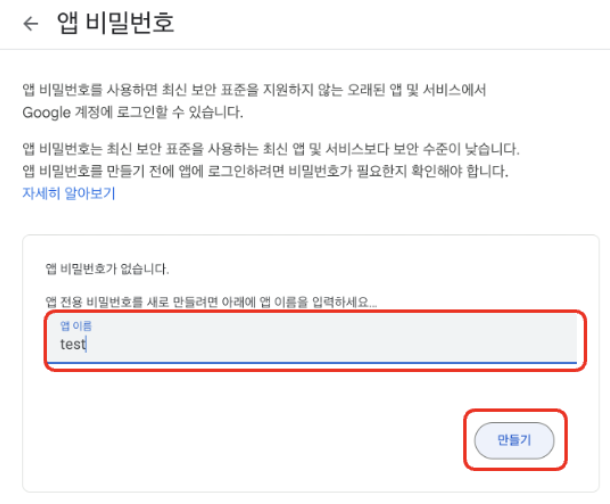 ← 앱 비밀번호
앱 비밀번호를 사용하면 최신 보안 표준을 지원하지 않는 오래된 앱 및 서비스에서
Google 계정에 로그인할 수 있습니다.
앱 비밀번호는 최신 보안 표준을 사용하는 최신 앱 및 서비스보다 보안 수준이 낮습니다.
앱 비밀번호를 만들기 전에 앱에 로그인하려면 비밀번호가 필요한지 확인해야 합니다.
자세히 알아보기
앱 비밀번호가 없습니다.
앱 전용 비밀번호를 새로 만들려면 아래에 앱 이름을 입력하세요...
앱 이름
test
만들기